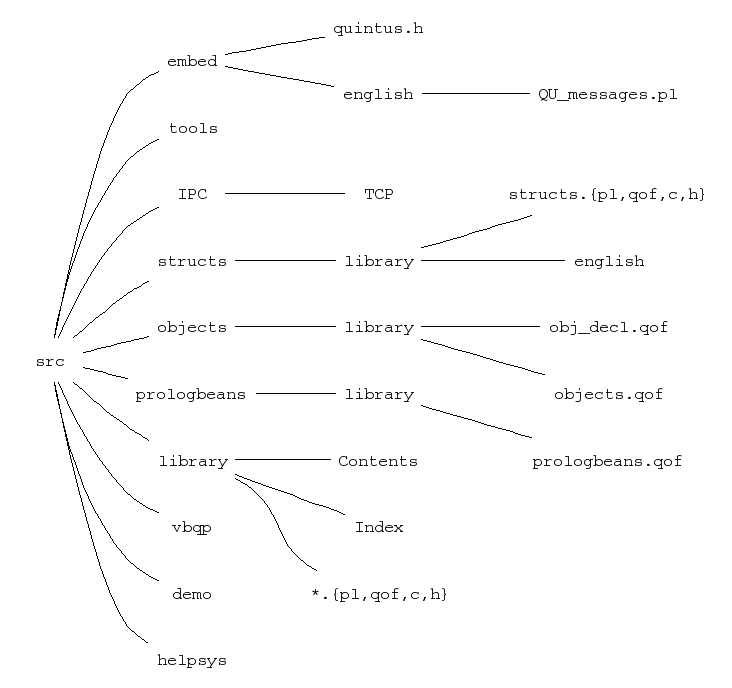 quintus.h
embed
english QU_messages.pl
tools
IPC TCP structs.{pl,qof,c,h}
structs library english
objects library obj_decl.qof
src
prologbeans library objects.qof
library Contents prologbeans.qof
vbqp Index
demo *.{pl,qof,c,h}
helpsys